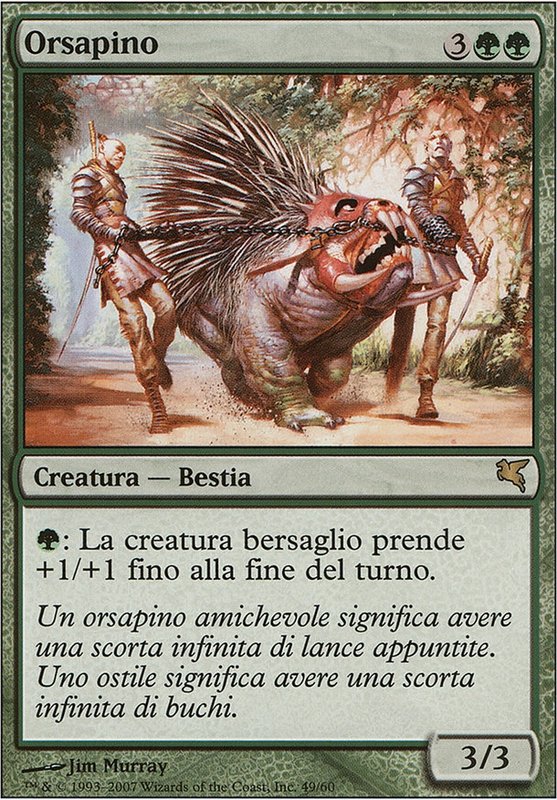 Orsapino 3
Creatura — Bestia
: La creatura bersaglio prende
+1/+1 fino alla fine del turno.
Un orsapino amichevole significa avere
una scorta infinita di lance appuntite.
Uno ostile significa avere una scorta
infinita di buchi.
3/3
Jim Murray
™ & © 1993-2007 Wizards of the Coast, Inc. 49/60